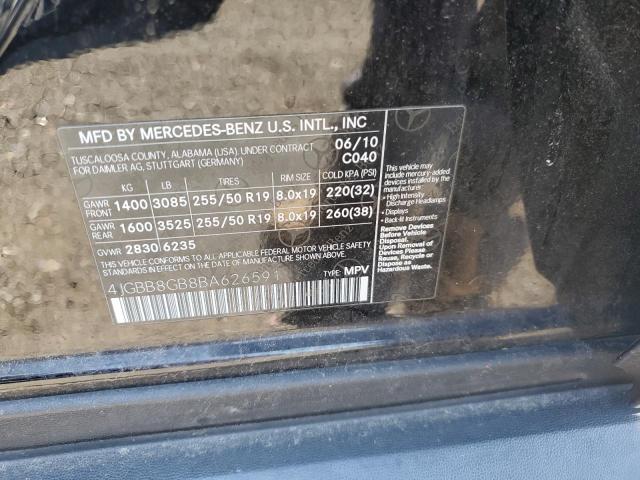 MFD BY MERCEDES-BENZ U.S. INTL., INC
TUSCALOOSA COUNTY, ALABAMA (USA) UNDER CONTRACT 06/10
FOR DAIMLER AG, STUTTGART (GERMANY) C040
KG LB TIRES RIM SIZE COLD KPA (PSI)
GAWR FRONT 1400 3085 255/50 R19 8.0x19 220(32)
GAWR REAR 1600 3525 255/50 R19 8.0x19 260(38)
GVWR 2830 6235
THIS VEHICLE CONFORMS TO ALL APPLICABLE FEDERAL MOTOR VEHICLE SAFETY
BUMPER, AND THEFT PREVENTION STANDARDS IN EFFECT ON THE DATE OF MANUFACTURE SHOWN ABOVE.
4JGBB8GB8BA626591 TYPE: MPV
This vehicle may
include
mercury-added
devices installed by
the manufacturer:
• High Intensity
Discharge Headlamps
• Displays
• Back-lit Instruments
Remove Devices
Before Vehicle
Disposal.
Upon Removal of
Devices Please
Reuse, Recycle or
Dispose as
Hazardous Waste.